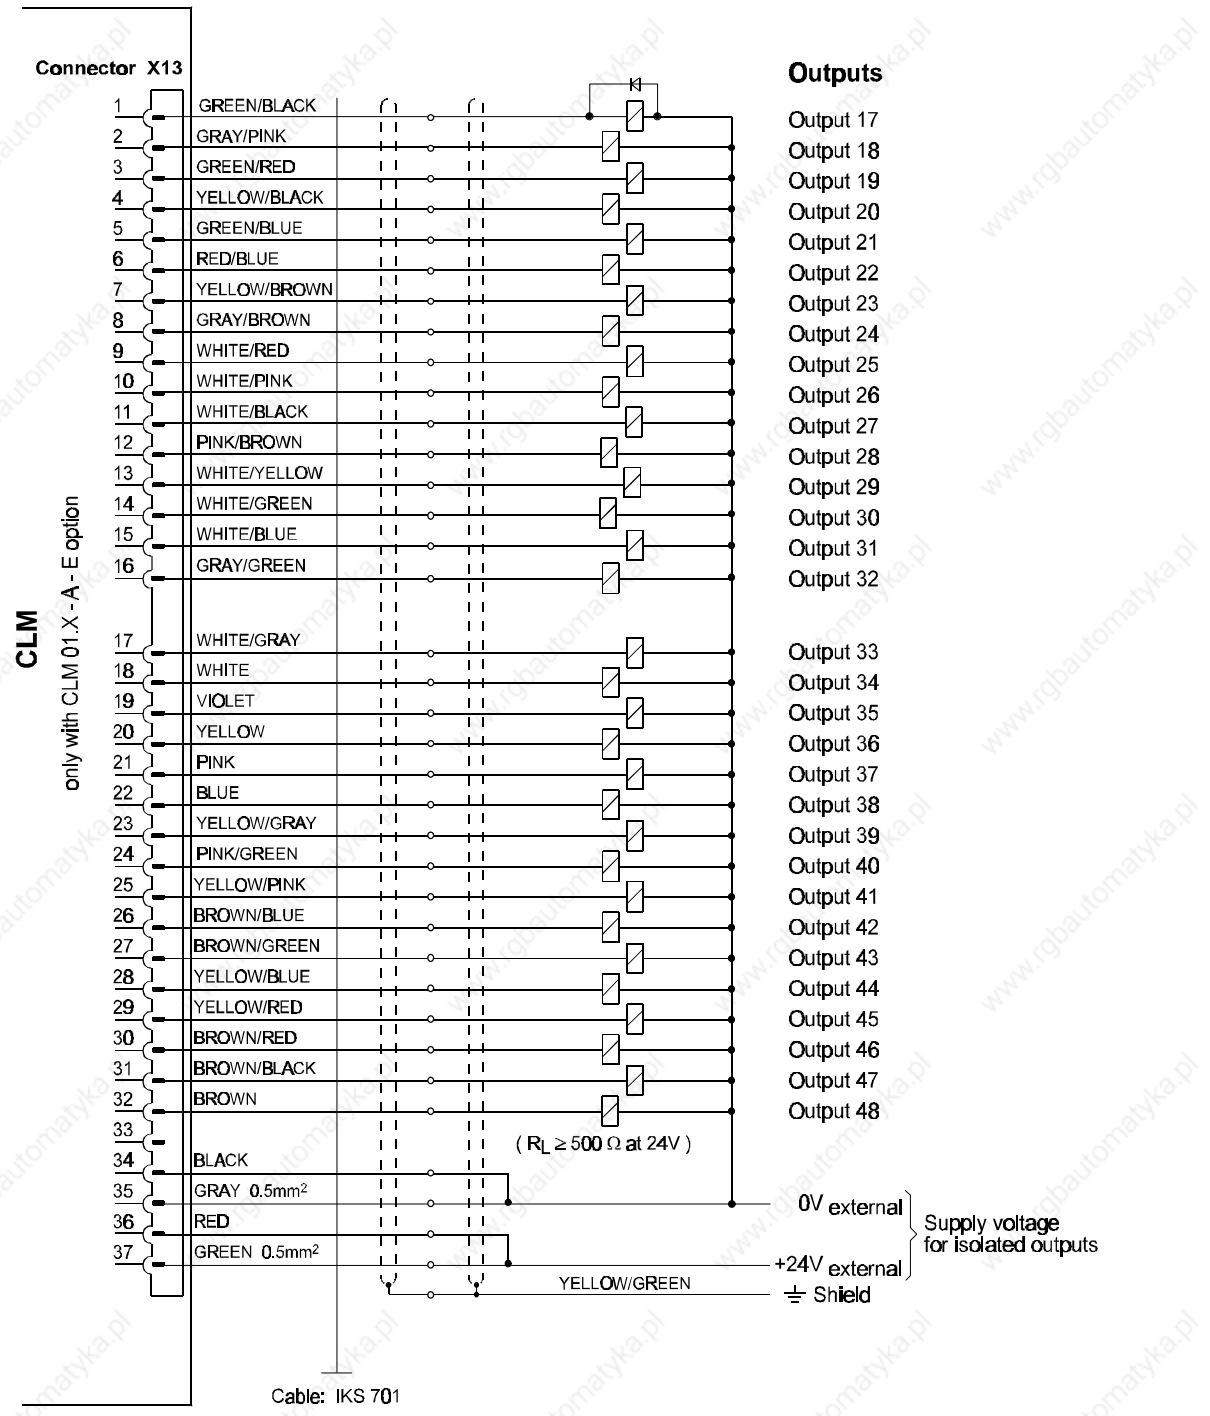 Connector X13
Outputs
1 GREEN/BLACK Output 17
2 GRAY/PINK Output 18
3 GREEN/RED Output 19
4 YELLOW/BLACK Output 20
5 GREEN/BLUE Output 21
6 RED/BLUE Output 22
7 YELLOW/BROWN Output 23
8 GRAY/BROWN Output 24
9 WHITE/RED Output 25
10 WHITE/PINK Output 26
11 WHITE/BLACK Output 27
12 PINK/BROWN Output 28
13 WHITE/YELLOW Output 29
14 WHITE/GREEN Output 30
15 WHITE/BLUE Output 31
16 GRAY/GREEN Output 32
CLM
only with CLM 01.X - A - E option
17 WHITE/GRAY Output 33
18 WHITE Output 34
19 VIOLET Output 35
20 YELLOW Output 36
21 PINK Output 37
22 BLUE Output 38
23 YELLOW/GRAY Output 39
24 PINK/GREEN Output 40
25 YELLOW/PINK Output 41
26 BROWN/BLUE Output 42
27 BROWN/GREEN Output 43
28 YELLOW/BLUE Output 44
29 YELLOW/RED Output 45
30 BROWN/RED Output 46
31 BROWN/BLACK Output 47
32 BROWN Output 48
33
( RL ≥ 500 Ω at 24V )
34 BLACK
35 GRAY 0.5mm²
0V external
36 RED
Supply voltage
for isolated outputs
37 GREEN 0.5mm²
+24V external
YELLOW/GREEN
Shield
Cable: IKS 701
www.rgbautomatyka.pl